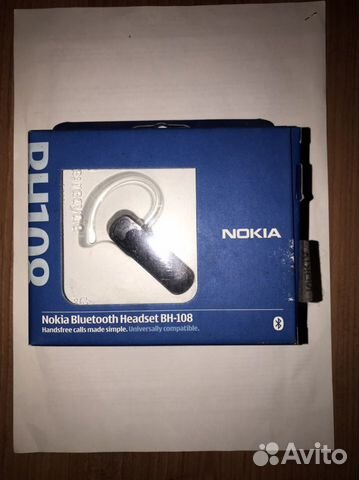 BH108
NOKIA
Nokia Bluetooth Headset BH-108
Handsfree calls made simple. Universally compatible.
Avito